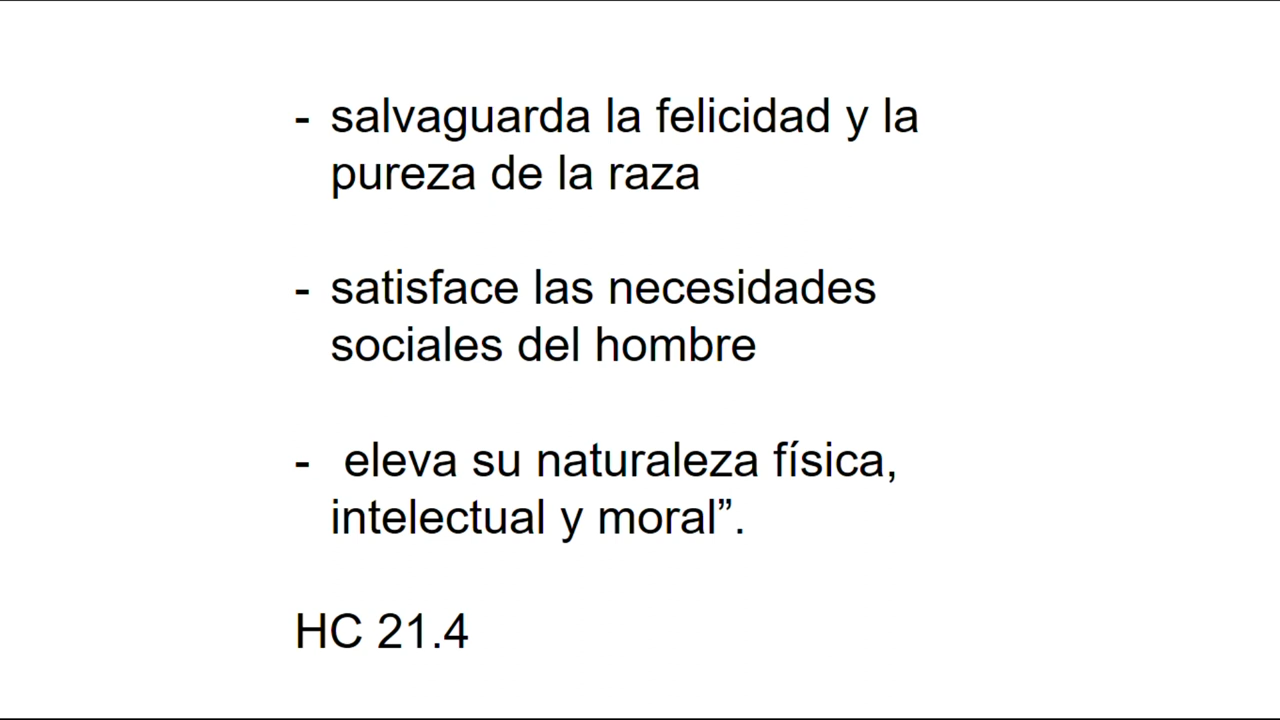 - salvaguarda la felicidad y la
pureza de la raza
- satisface las necesidades
sociales del hombre
- eleva su naturaleza física,
intelectual y moral”.
HC 21.4